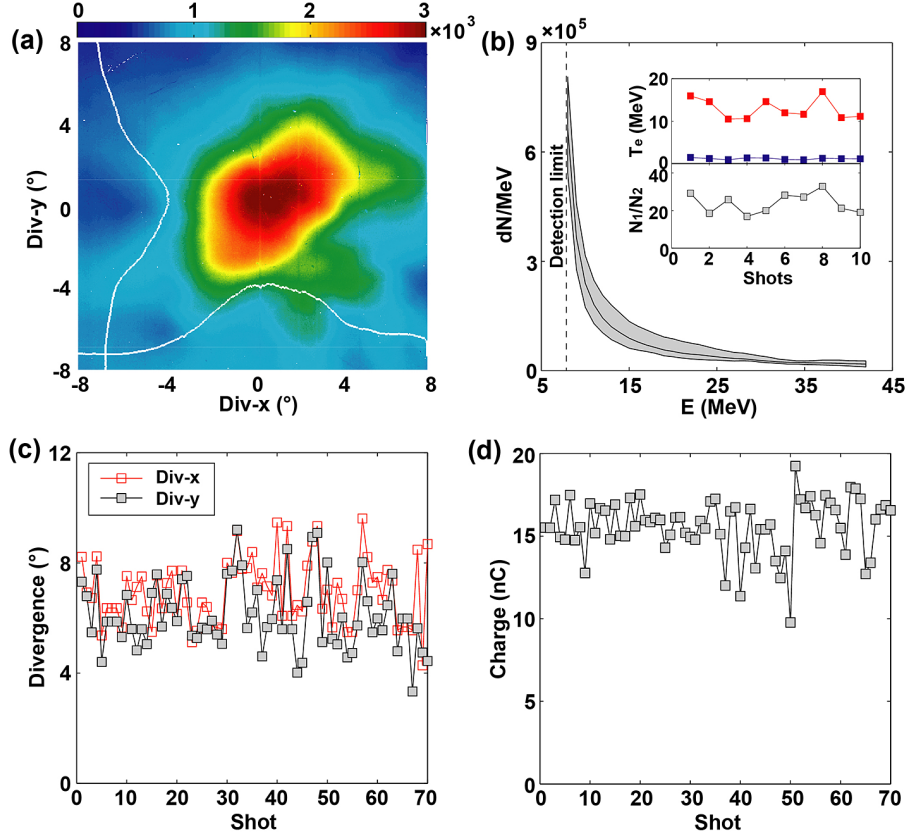 0 1 2 3
×10³
(a)
8
4
0
-4
-8
Div-y (°)
-8 -4 0 4 8
Div-x (°)
(b)
×10⁵
9
6
3
0
dN/MeV
Detection limit
5 15 25 35 45
E (MeV)
20
10
0
Tₑ (MeV)
40
20
0
N₁/N₂
0 2 4 6 8 10
Shots
(c)
12
8
4
0
Divergence (°)
Div-x
Div-y
0 10 20 30 40 50 60 70
Shot
(d)
20
15
10
5
0
Charge (nC)
0 10 20 30 40 50 60 70
Shot